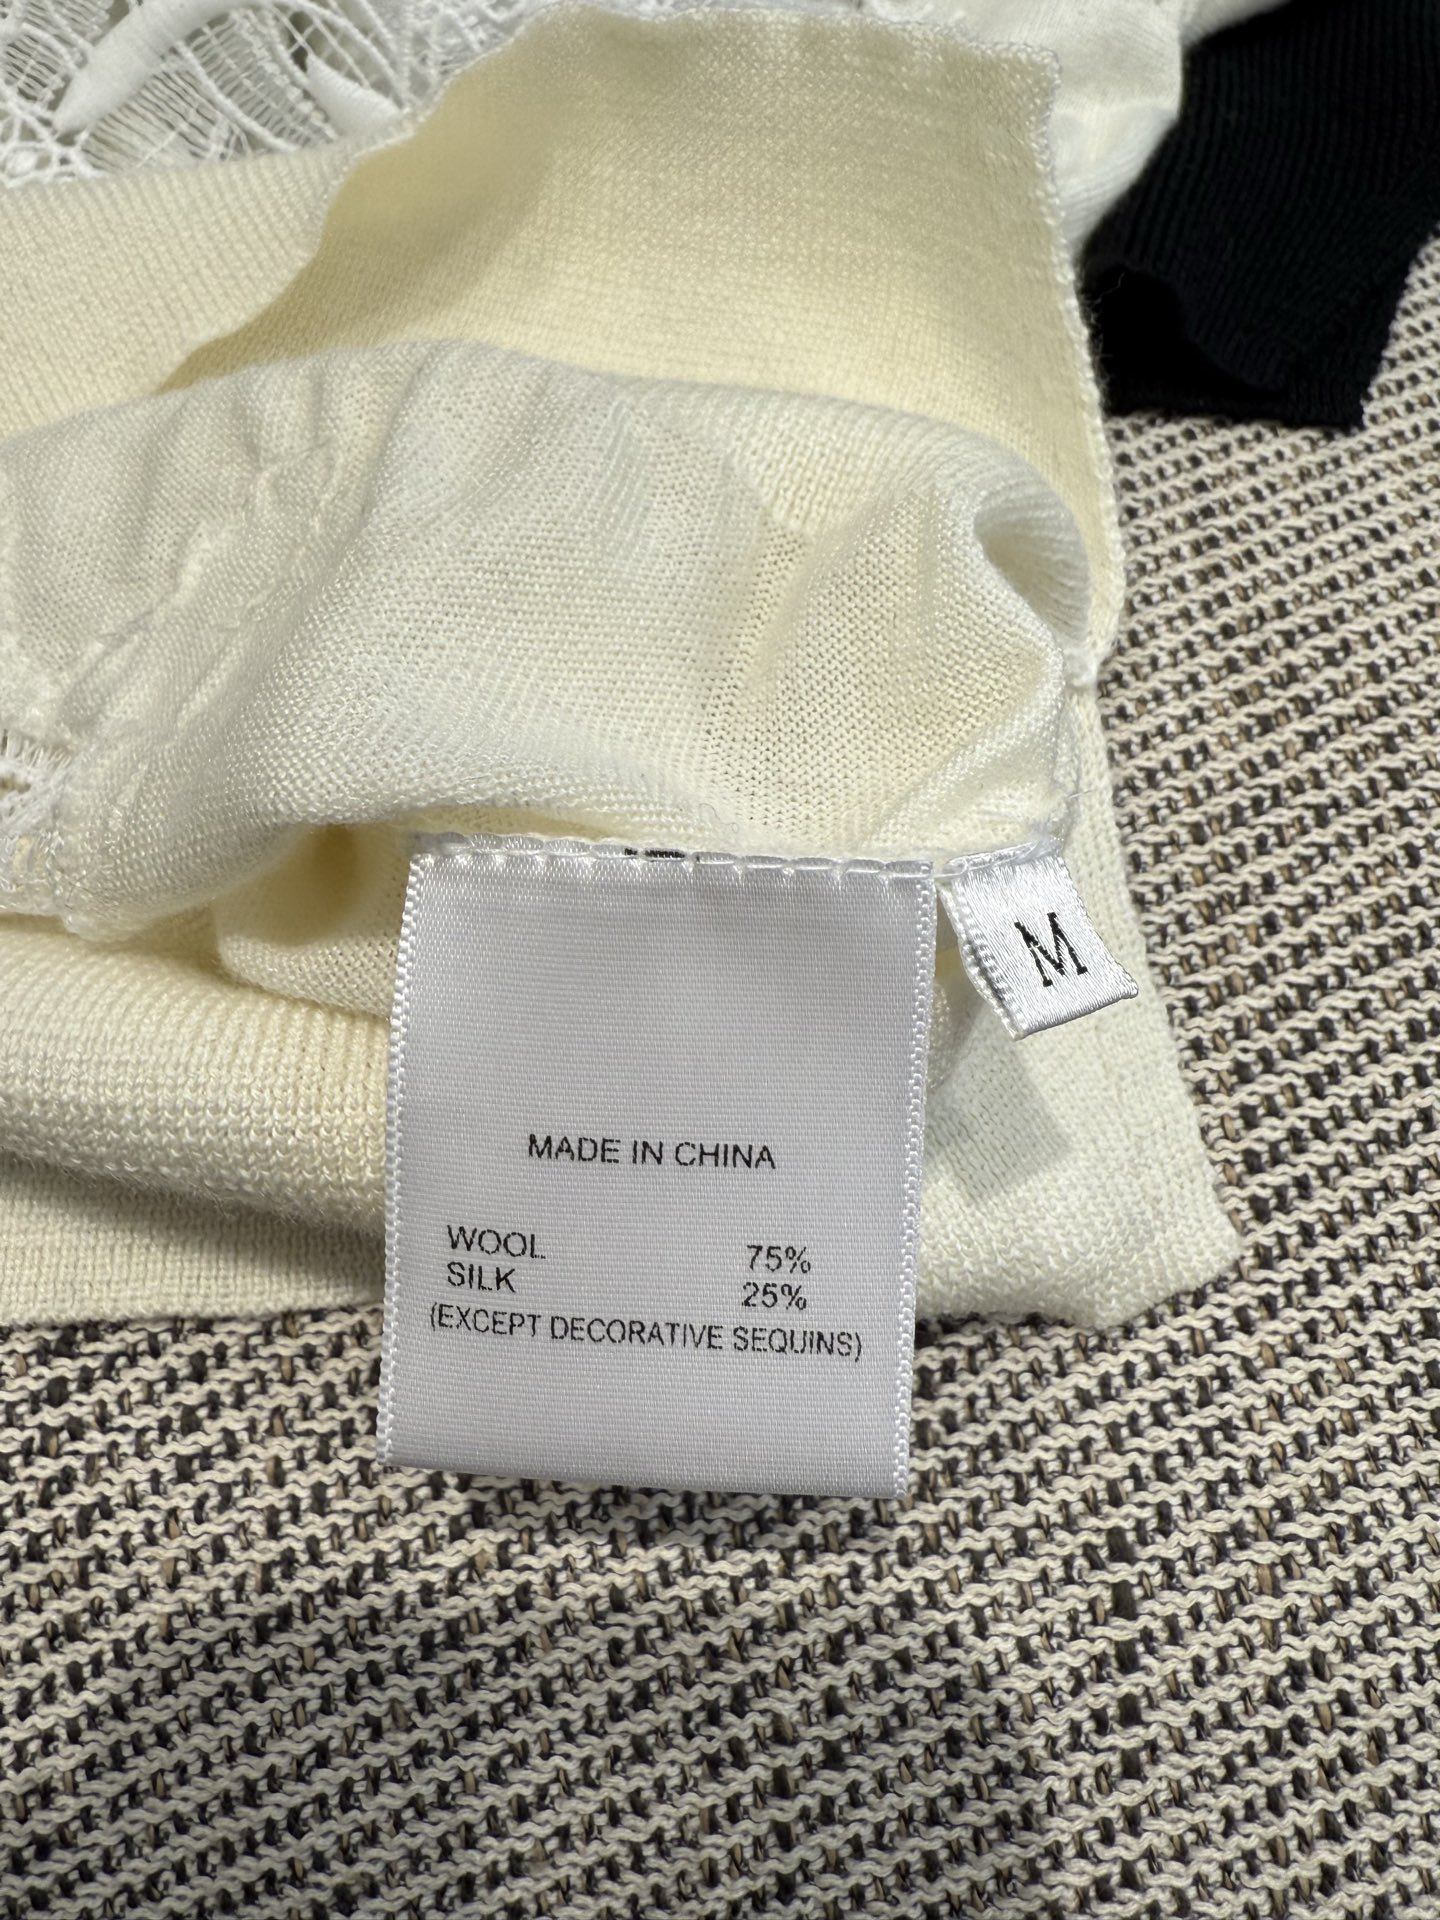 M
MADE IN CHINA
WOOL 75%
SILK 25%
(EXCEPT DECORATIVE SEQUINS)